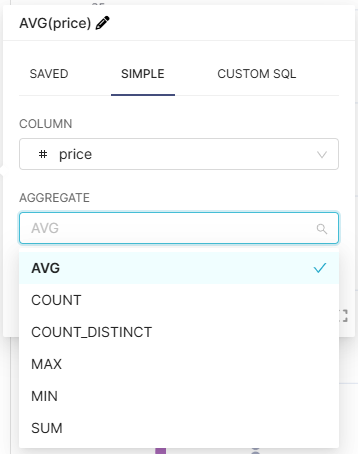 AVG(price)
SAVED SIMPLE CUSTOM SQL
COLUMN
# price
AGGREGATE
AVG
AVG
COUNT
COUNT_DISTINCT
MAX
MIN
SUM